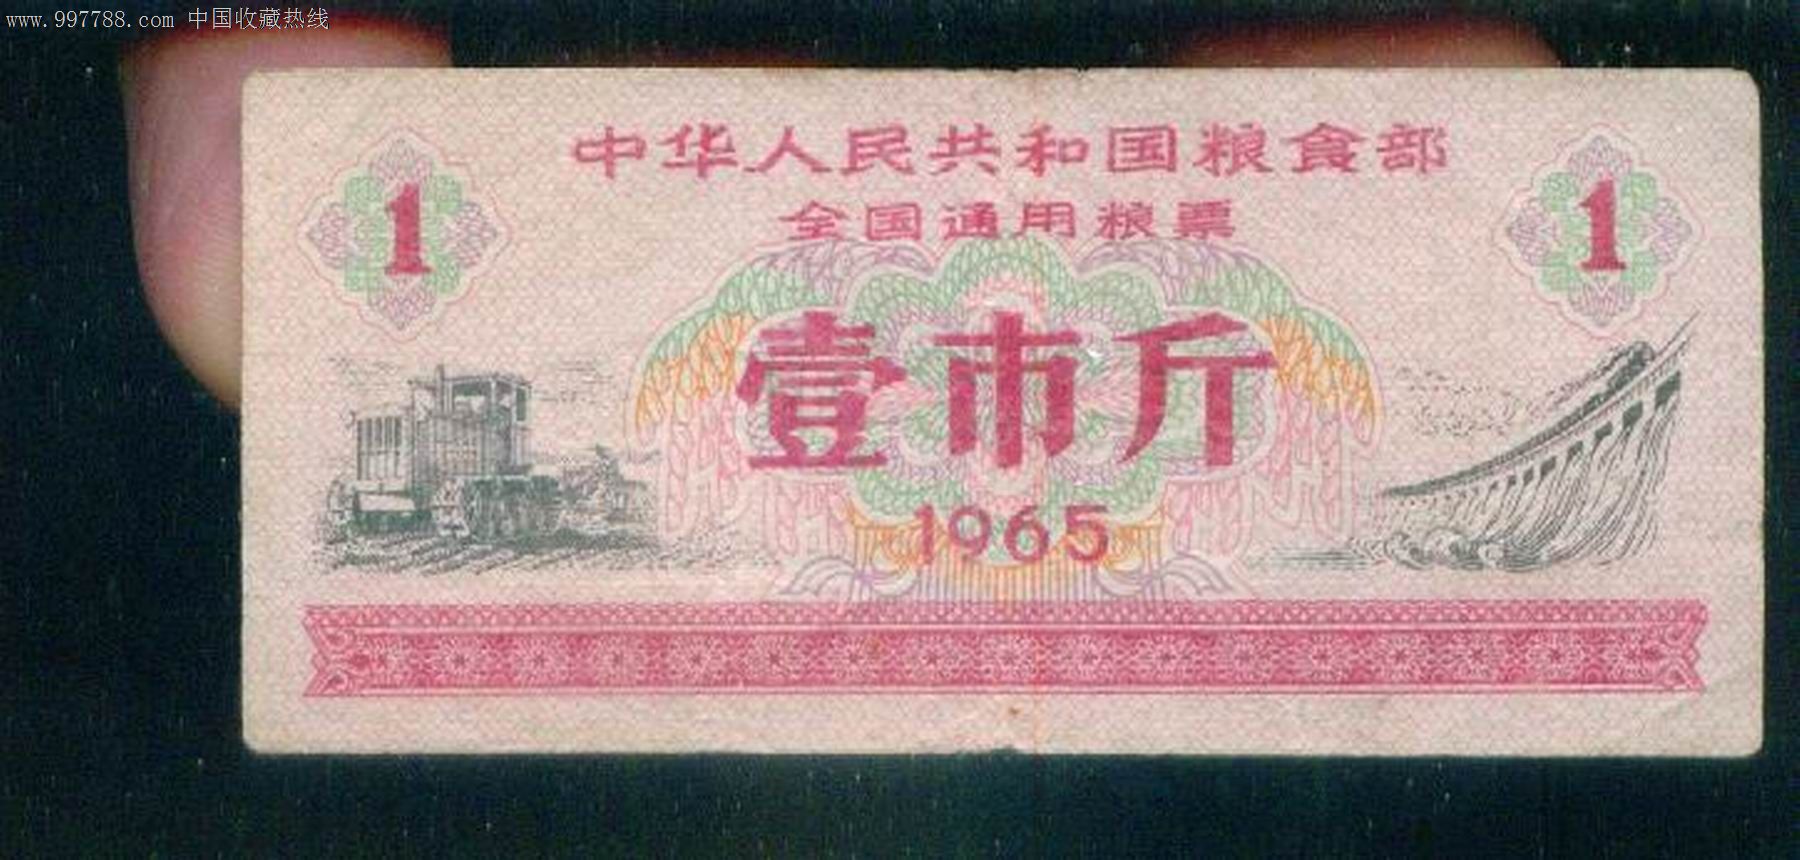 www.997788.com 中国收藏热线
中华人民共和国粮食部
全国通用粮票
1
1
壹市斤
1965